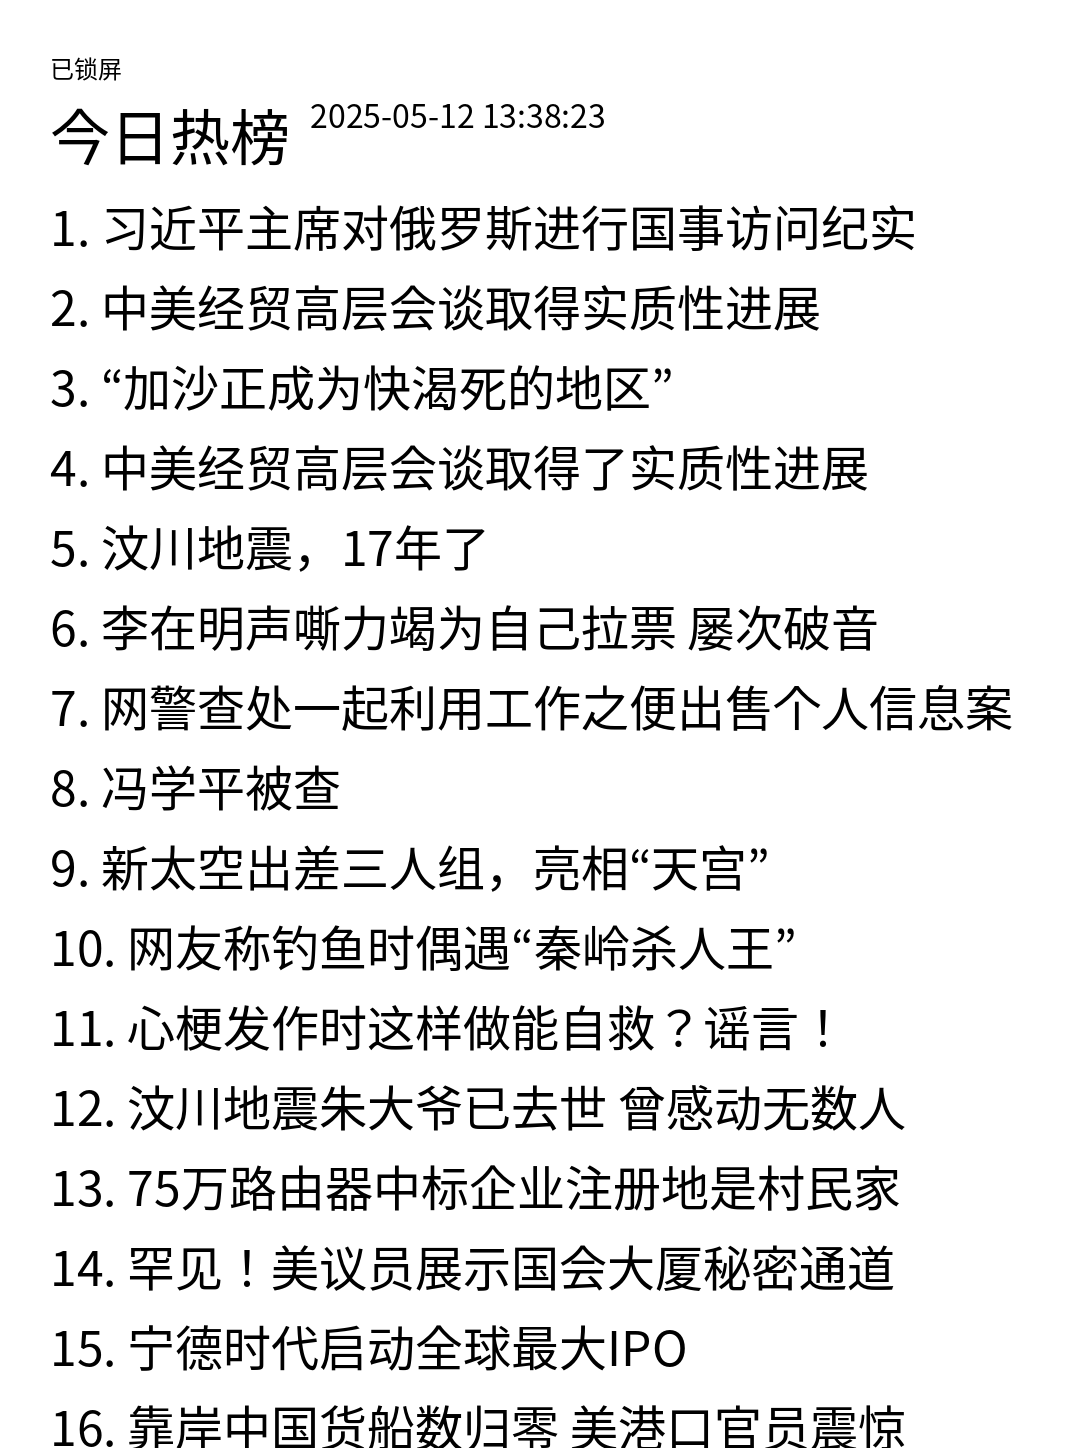 已锁屏
今日热榜 2025-05-12 13:38:23
1. 习近平主席对俄罗斯进行国事访问纪实
2. 中美经贸高层会谈取得实质性进展
3. “加沙正成为快渴死的地区”
4. 中美经贸高层会谈取得了实质性进展
5. 汶川地震，17年了
6. 李在明声嘶力竭为自己拉票 屡次破音
7. 网警查处一起利用工作之便出售个人信息案
8. 冯学平被查
9. 新太空出差三人组，亮相“天宫”
10. 网友称钓鱼时偶遇“秦岭杀人王”
11. 心梗发作时这样做能自救？谣言！
12. 汶川地震朱大爷已去世 曾感动无数人
13. 75万路由器中标企业注册地是村民家
14. 罕见！美议员展示国会大厦秘密通道
15. 宁德时代启动全球最大IPO
16. 靠岸中国货船数归零 美港口官员震惊